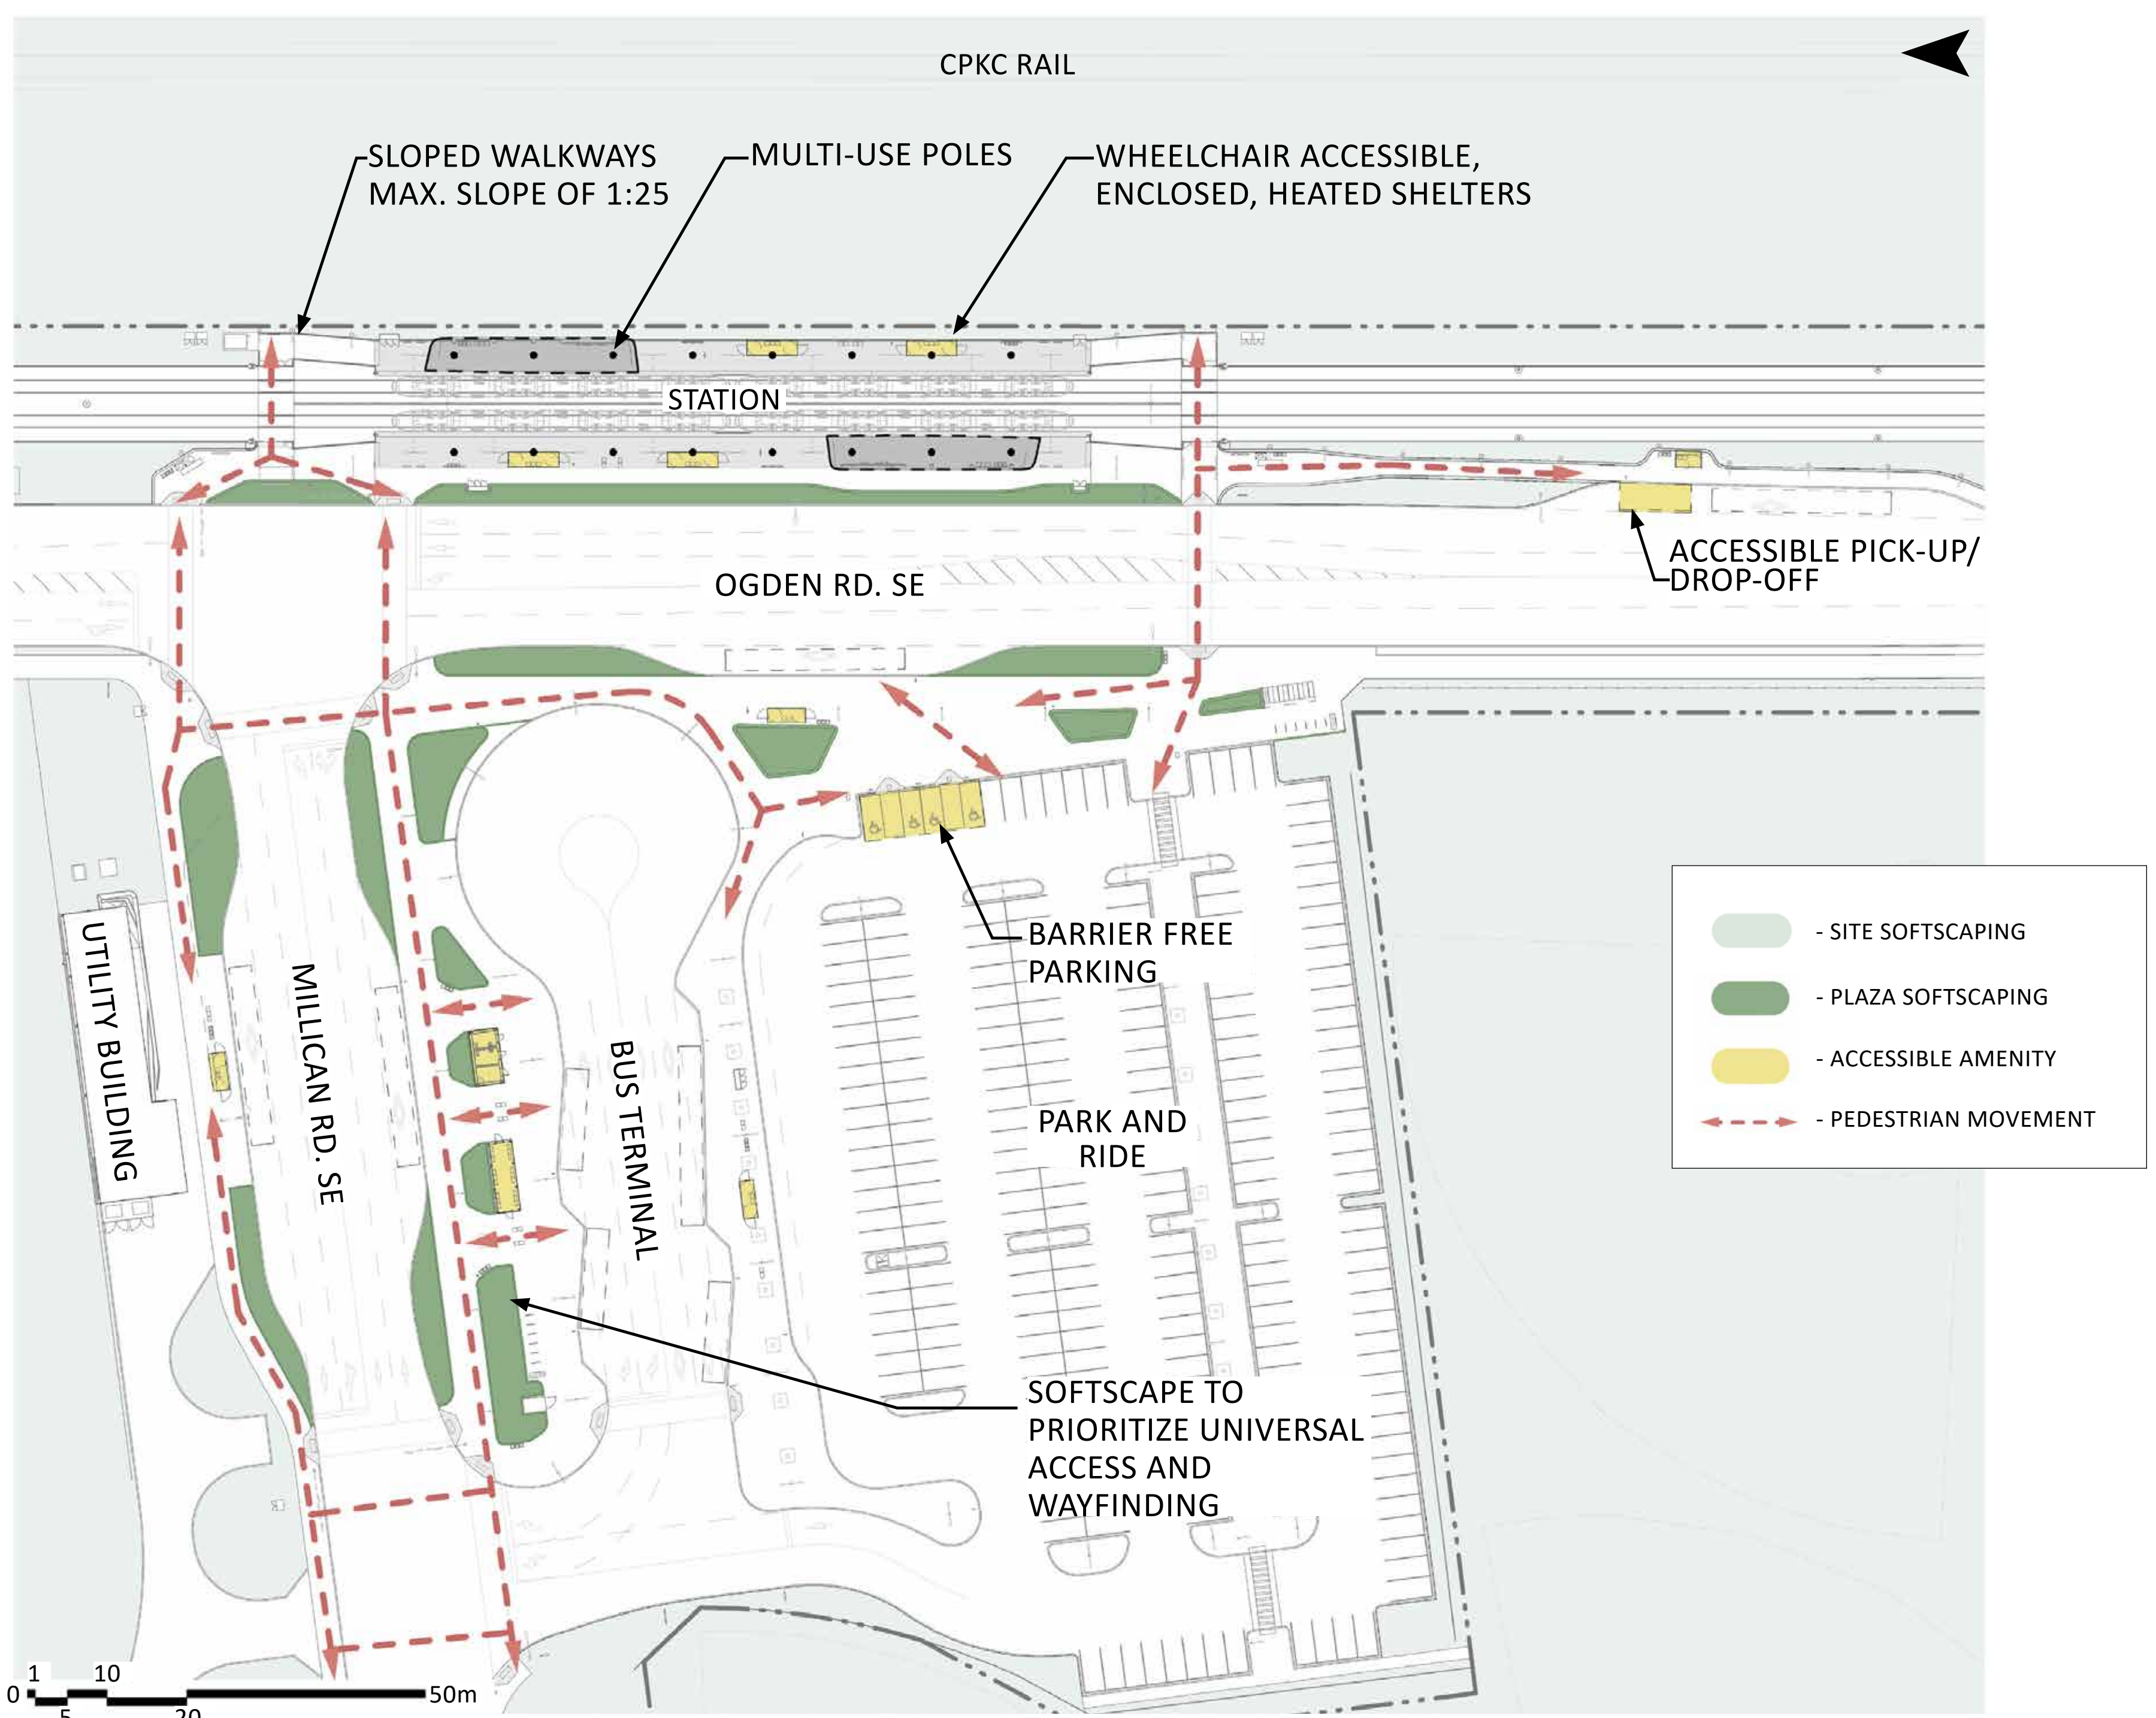 CPKC RAIL
SLOPED WALKWAYS
MAX. SLOPE OF 1:25
MULTI-USE POLES
WHEELCHAIR ACCESSIBLE,
ENCLOSED, HEATED SHELTERS
STATION
OGDEN RD. SE
ACCESSIBLE PICK-UP/
DROP-OFF
BARRIER FREE
PARKING
UTILITY BUILDING
MILLICAN RD. SE
BUS TERMINAL
PARK AND
RIDE
- SITE SOFTSCAPING
- PLAZA SOFTSCAPING
- ACCESSIBLE AMENITY
- PEDESTRIAN MOVEMENT
SOFTSCAPE TO
PRIORITIZE UNIVERSAL
ACCESS AND
WAYFINDING
1 10
0 50m
5 20